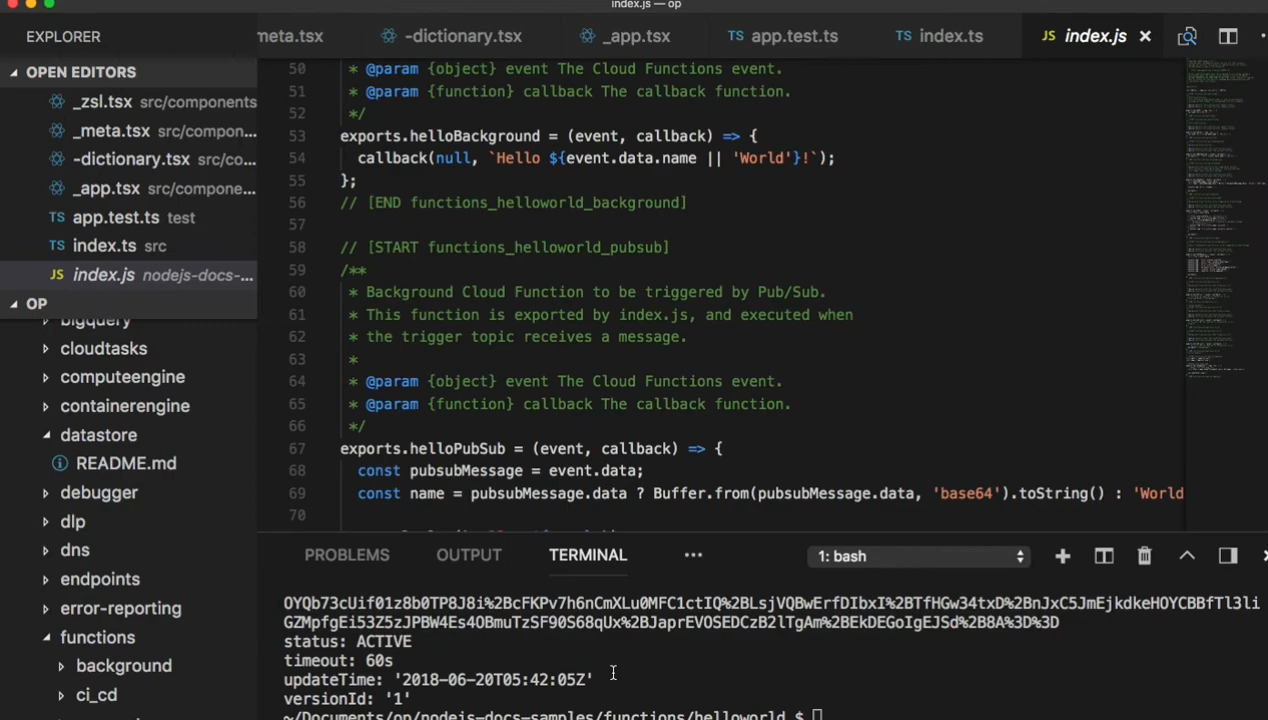 index.js — op
EXPLORER
OPEN EDITORS
_zsl.tsx src/components
_meta.tsx src/compon...
-dictionary.tsx src/co...
_app.tsx src/compone...
TS app.test.ts test
TS index.ts src
JS index.js nodejs-docs-...
OP
bigquery
cloudtasks
computeengine
containerengine
datastore
README.md
debugger
dlp
dns
endpoints
error-reporting
functions
background
ci_cd
meta.tsx -dictionary.tsx _app.tsx TS app.test.ts TS index.ts JS index.js
50 * @param {object} event The Cloud Functions event.
51 * @param {function} callback The callback function.
52 */
53 exports.helloBackground = (event, callback) => {
54 callback(null, `Hello ${event.data.name || 'World'}!`);
55 };
56 // [END functions_helloworld_background]
57
58 // [START functions_helloworld_pubsub]
59 /**
60 * Background Cloud Function to be triggered by Pub/Sub.
61 * This function is exported by index.js, and executed when
62 * the trigger topic receives a message.
63 *
64 * @param {object} event The Cloud Functions event.
65 * @param {function} callback The callback function.
66 */
67 exports.helloPubSub = (event, callback) => {
68 const pubsubMessage = event.data;
69 const name = pubsubMessage.data ? Buffer.from(pubsubMessage.data, 'base64').toString() : 'World
70
PROBLEMS OUTPUT TERMINAL ... 1: bash
OYQb73cUif01z8b0TP8J8i%2BcFKPv7h6nCmXLu0MFC1ctIQ%2BLsjVQBwErfDIbxI%2BTfHGw34txD%2BnJxC5JmEjkdkeHOYCBBfTl3li
GZMpfgEi53Z5zJPBW4Es4OBmuTzSF90S68qUx%2BJaprEVOSEDCzB2lTgAm%2BEkDEGoIgEJSd%2B8A%3D%3D
status: ACTIVE
timeout: 60s
updateTime: '2018-06-20T05:42:05Z'
versionId: '1'
~/Documents/op/nodejs-docs-samples/functions/helloworld $